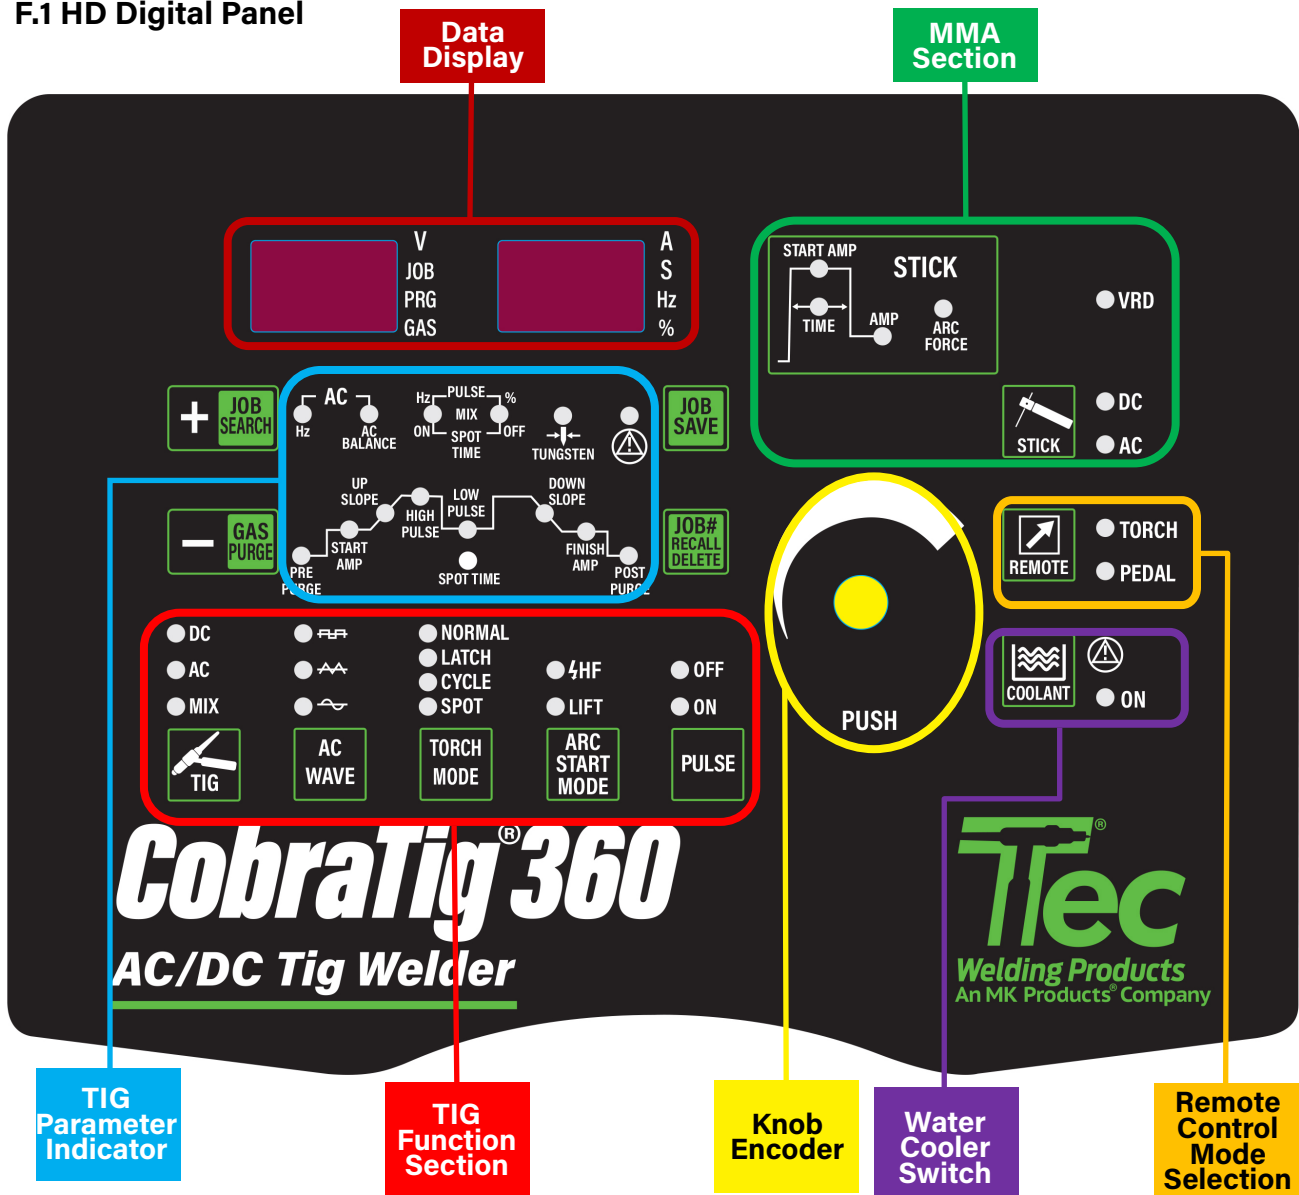 F.1 HD Digital Panel
Data
Display
MMA
Section
V
JOB
PRG
GAS
A
S
Hz
%
START AMP
STICK
TIME
AMP
ARC
FORCE
VRD
STICK
DC
AC
+ JOB
SEARCH
AC
Hz
AC
BALANCE
Hz PULSE %
MIX
ON SPOT OFF
TIME
TUNGSTEN
JOB
SAVE
- GAS
PURGE
UP
SLOPE
HIGH
PULSE
LOW
PULSE
DOWN
SLOPE
START
AMP
PRE
PURGE
SPOT TIME
FINISH
AMP
POST
PURGE
JOB#
RECALL
DELETE
REMOTE
TORCH
PEDAL
COOLANT
ON
PUSH
DC
AC
MIX
TIG
AC
WAVE
NORMAL
LATCH
CYCLE
SPOT
TORCH
MODE
HF
LIFT
ARC
START
MODE
OFF
ON
PULSE
CobraTig® 360
AC/DC Tig Welder
TTec®
Welding Products
An MK Products® Company
TIG
Parameter
Indicator
TIG
Function
Section
Knob
Encoder
Water
Cooler
Switch
Remote
Control
Mode
Selection